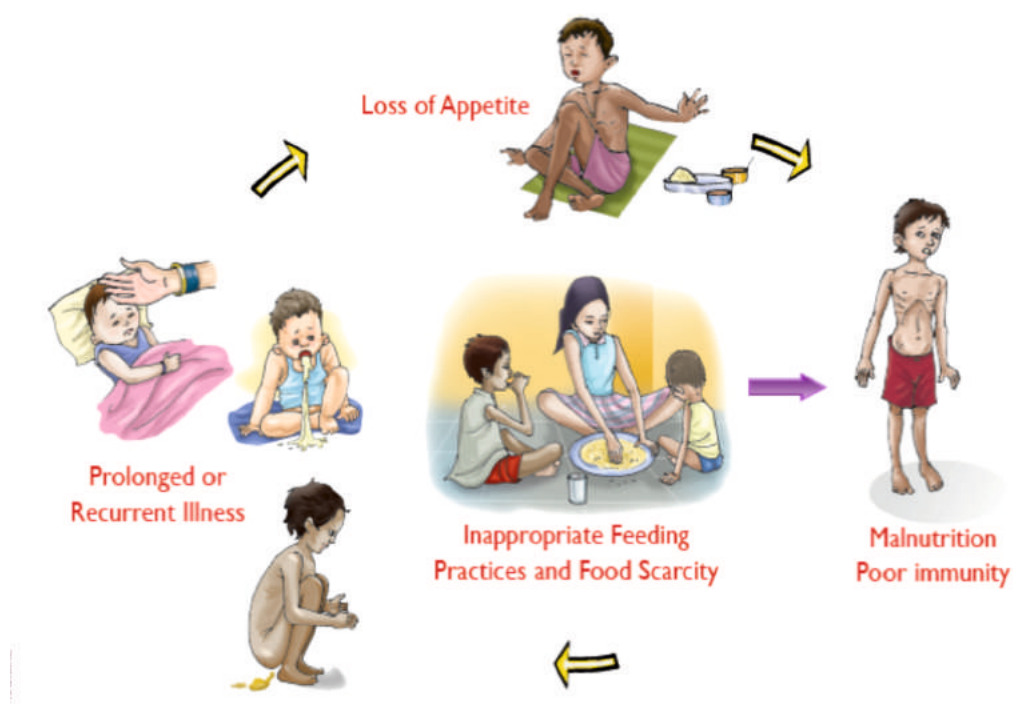 Loss of Appetite
Prolonged or
Recurrent Illness
Inappropriate Feeding
Practices and Food Scarcity
Malnutrition
Poor immunity